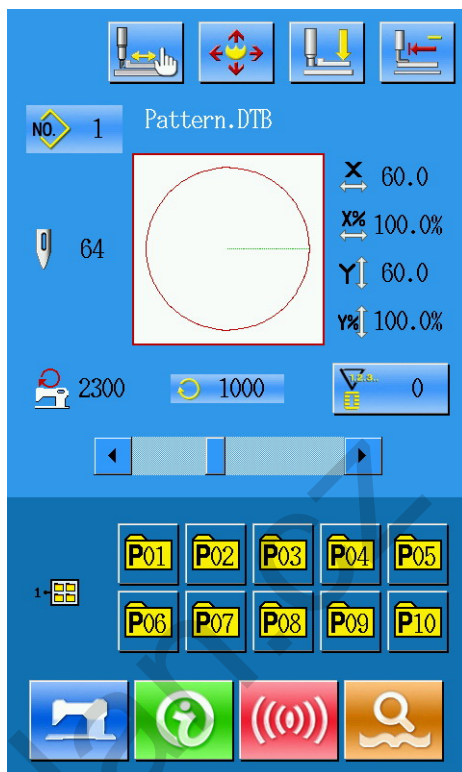 NO. 1 Pattern.DTB
X 60.0
X% 100.0%
64
Y 60.0
Y% 100.0%
2300 1000 1.2.3.. 0
1
P01 P02 P03 P04 P05
P06 P07 P08 P09 P10